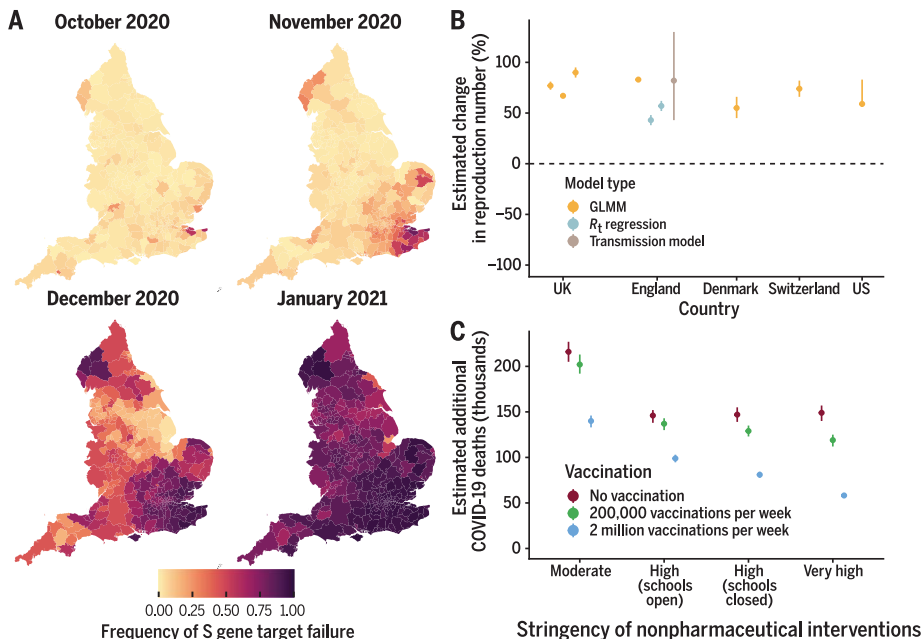 A
October 2020
November 2020
December 2020
January 2021
0.00 0.25 0.50 0.75 1.00
Frequency of S gene target failure
B
Estimated change
in reproduction number (%)
100
50
0
−50
−100
Model type
GLMM
Rt regression
Transmission model
UK
England
Denmark
Switzerland
US
Country
C
Estimated additional
COVID-19 deaths (thousands)
200
150
100
50
0
Vaccination
No vaccination
200,000 vaccinations per week
2 million vaccinations per week
Moderate
High
(schools
open)
High
(schools
closed)
Very high
Stringency of nonpharmaceutical interventions